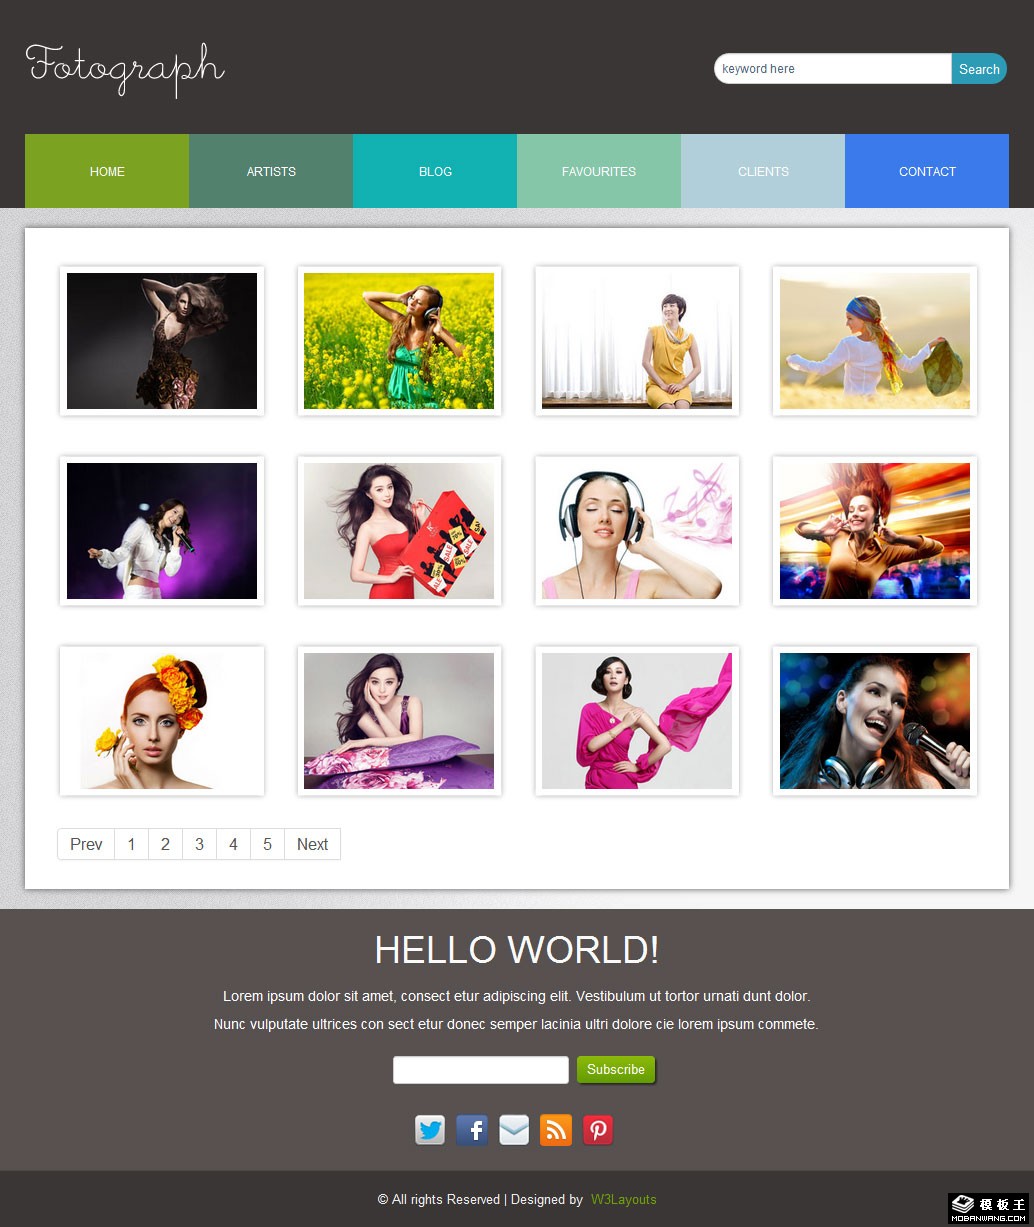 Fotograph
keyword here
Search
HOME
ARTISTS
BLOG
FAVOURITES
CLIENTS
CONTACT
SALE
SALE
SALE
Prev
1
2
3
4
5
Next
HELLO WORLD!
Lorem ipsum dolor sit amet, consect etur adipiscing elit. Vestibulum ut tortor urnati dunt dolor.
Nunc vulputate ultrices con sect etur donec semper lacinia ultri dolore cie lorem ipsum commete.
Subscribe
© All rights Reserved | Designed by W3Layouts
模板王
MOBANWANG.COM